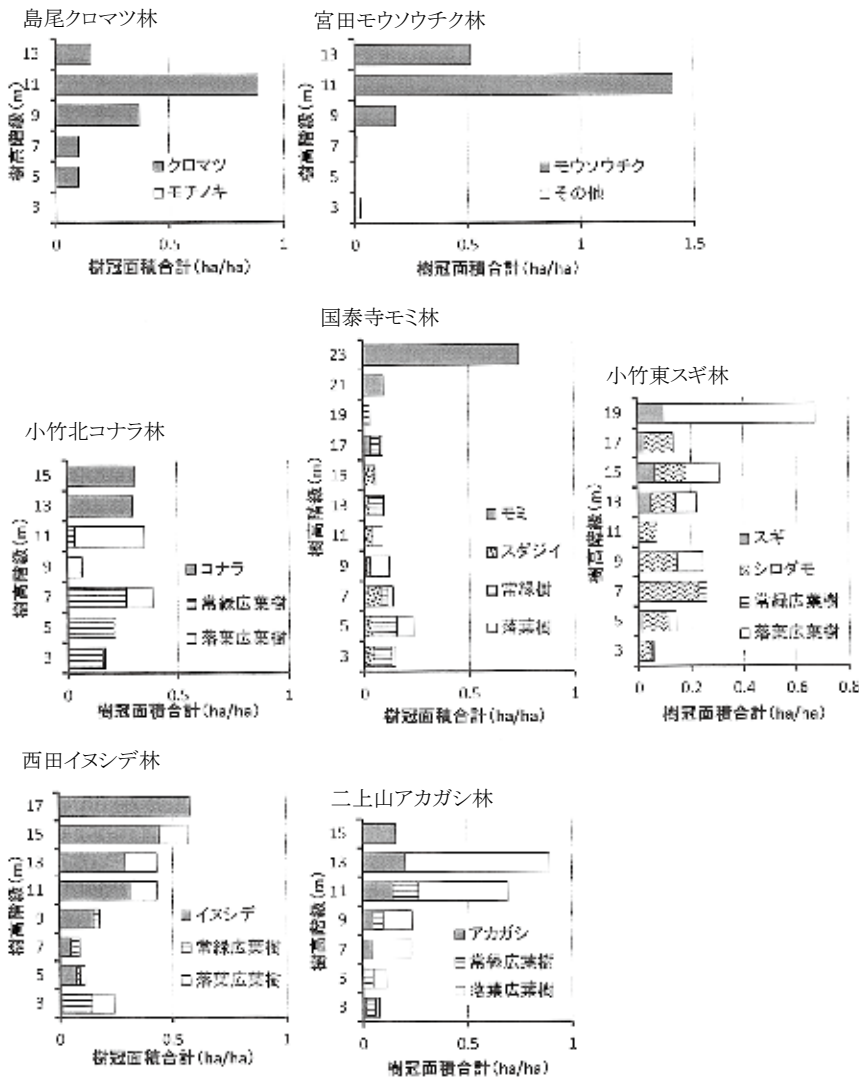 島尾クロマツ林
樹高階級(m)
13
11
9
7
5
3
クロマツ
モチノキ
0
0.5
1
樹冠面積合計(ha/ha)
宮田モウソウチク林
樹高階級(m)
13
11
9
7
5
3
モウソウチク
その他
0
0.5
1
1.5
樹冠面積合計(ha/ha)
小竹北コナラ林
樹高階級(m)
15
13
11
9
7
5
3
コナラ
常緑広葉樹
落葉広葉樹
0
0.5
1
樹冠面積合計(ha/ha)
国泰寺モミ林
樹高階級(m)
23
21
19
17
15
13
11
9
7
5
3
モミ
スダジイ
常緑樹
落葉樹
0
0.5
1
樹冠面積合計(ha/ha)
小竹東スギ林
樹高階級(m)
19
17
15
13
11
9
7
5
3
スギ
シロダモ
常緑広葉樹
落葉広葉樹
0
0.2
0.4
0.6
0.8
樹冠面積合計(ha/ha)
西田イヌシデ林
樹高階級(m)
17
15
13
11
9
7
5
3
イヌシデ
常緑広葉樹
落葉広葉樹
0
0.5
1
樹冠面積合計(ha/ha)
二上山アカガシ林
樹高階級(m)
15
13
11
9
7
5
3
アカガシ
常緑広葉樹
落葉広葉樹
0
0.5
1
樹冠面積合計(ha/ha)